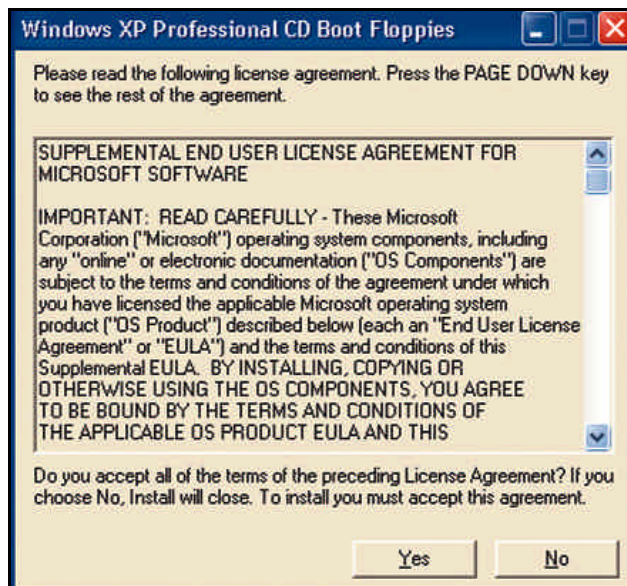 Windows XP Professional CD Boot Floppies
Please read the following license agreement. Press the PAGE DOWN key
to see the rest of the agreement.
SUPPLEMENTAL END USER LICENSE AGREEMENT FOR
MICROSOFT SOFTWARE
IMPORTANT: READ CAREFULLY - These Microsoft
Corporation ("Microsoft") operating system components, including
any "online" or electronic documentation ("OS Components") are
subject to the terms and conditions of the agreement under which
you have licensed the applicable Microsoft operating system
product ("OS Product") described below (each an "End User License
Agreement" or "EULA") and the terms and conditions of this
Supplemental EULA. BY INSTALLING, COPYING OR
OTHERWISE USING THE OS COMPONENTS, YOU AGREE
TO BE BOUND BY THE TERMS AND CONDITIONS OF
THE APPLICABLE OS PRODUCT EULA AND THIS
Do you accept all of the terms of the preceding License Agreement? If you
choose No, Install will close. To install you must accept this agreement.
Yes No